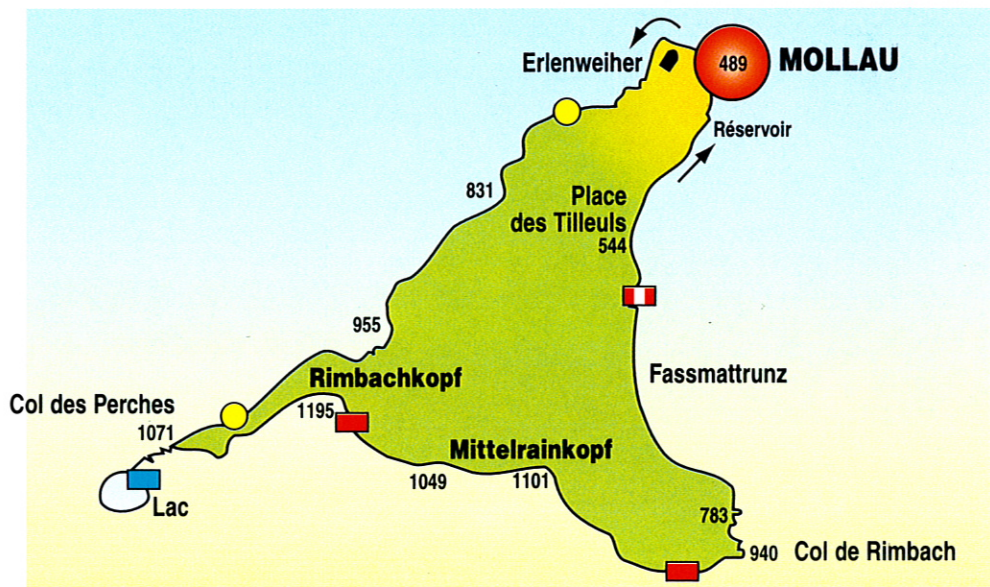 Erlenweiher
489
MOLLAU
Réservoir
831
Place
des Tilleuls
544
955
Rimbachkopf
Fassmattrunz
Col des Perches
1195
1071
Mittelrainkopf
1049
1101
Lac
783
940
Col de Rimbach